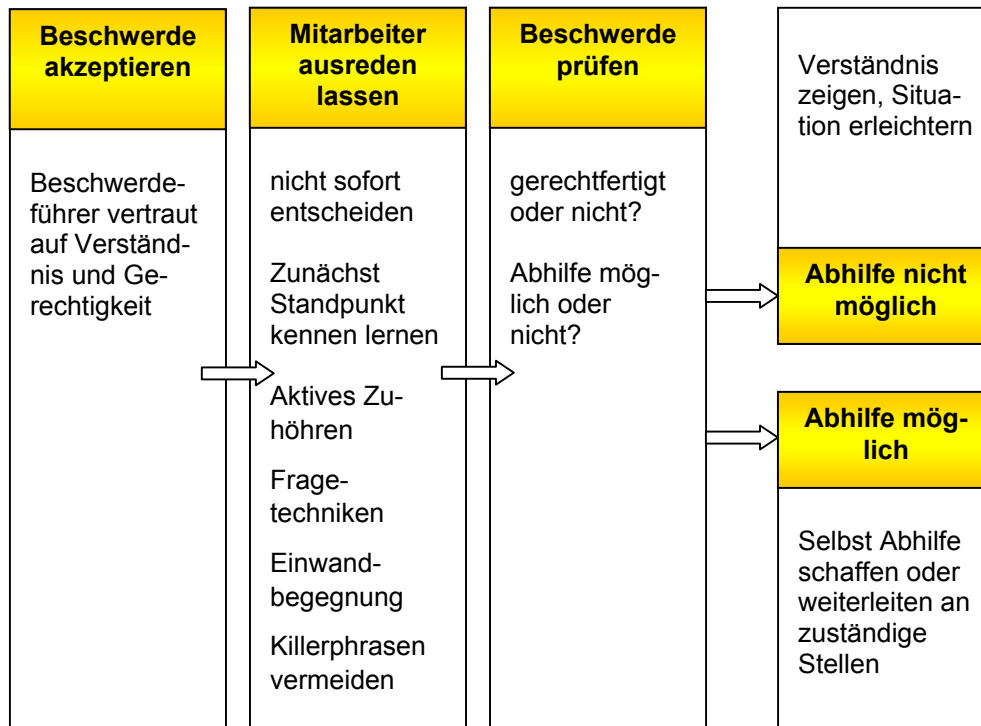 Beschwerde
akzeptieren
Beschwerde-
führer vertraut
auf Verständ-
nis und Ge-
rechtigkeit
Mitarbeiter
ausreden
lassen
nicht sofort
entscheiden
Zunächst
Standpunkt
kennen lernen
Aktives Zu-
höhren
Frage-
techniken
Einwand-
begegnung
Killerphrasen
vermeiden
Beschwerde
prüfen
gerechtfertigt
oder nicht?
Abhilfe mög-
lich oder
nicht?
Verständnis
zeigen, Situa-
tion erleichtern
Abhilfe nicht
möglich
Abhilfe mög-
lich
Selbst Abhilfe
schaffen oder
weiterleiten an
zuständige
Stellen